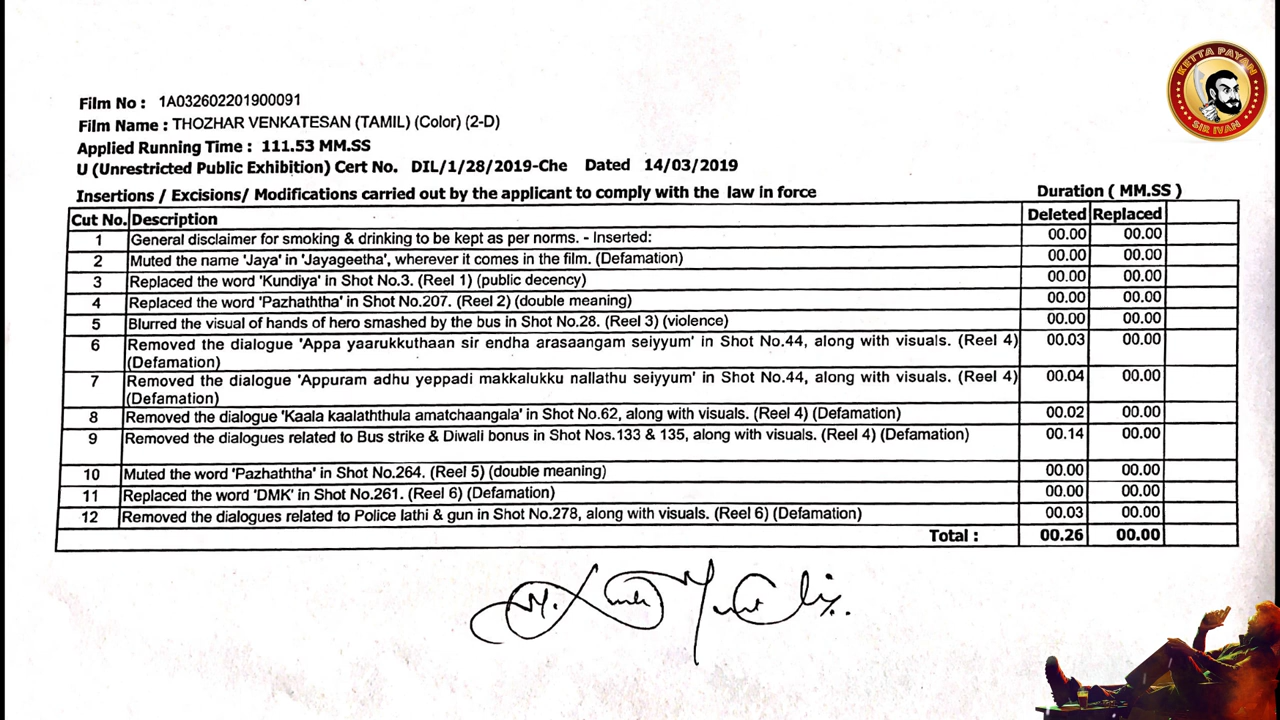 KETTA PAYAN
SIR IVAN
Film No : 1A032602201900091
Film Name : THOZHAR VENKATESAN (TAMIL) (Color) (2-D)
Applied Running Time : 111.53 MM.SS
U (Unrestricted Public Exhibition) Cert No. DIL/1/28/2019-Che Dated 14/03/2019
Insertions / Excisions/ Modifications carried out by the applicant to comply with the law in force Duration ( MM.SS )
Cut No. Description Deleted Replaced
1 General disclaimer for smoking & drinking to be kept as per norms. - Inserted: 00.00 00.00
2 Muted the name 'Jaya' in 'Jayageetha', wherever it comes in the film. (Defamation) 00.00 00.00
3 Replaced the word 'Kundiya' in Shot No.3. (Reel 1) (public decency) 00.00 00.00
4 Replaced the word 'Pazhaththa' in Shot No.207. (Reel 2) (double meaning) 00.00 00.00
5 Blurred the visual of hands of hero smashed by the bus in Shot No.28. (Reel 3) (violence) 00.00 00.00
6 Removed the dialogue 'Appa yaarukkuthaan sir endha arasaangam seiyyum' in Shot No.44, along with visuals. (Reel 4) 00.03 00.00
(Defamation)
7 Removed the dialogue 'Appuram adhu yeppadi makkalukku nallathu seiyyum' in Shot No.44, along with visuals. (Reel 4) 00.04 00.00
(Defamation)
8 Removed the dialogue 'Kaala kaalaththula amatchaangala' in Shot No.62, along with visuals. (Reel 4) (Defamation) 00.02 00.00
9 Removed the dialogues related to Bus strike & Diwali bonus in Shot Nos.133 & 135, along with visuals. (Reel 4) (Defamation) 00.14 00.00
10 Muted the word 'Pazhaththa' in Shot No.264. (Reel 5) (double meaning) 00.00 00.00
11 Replaced the word 'DMK' in Shot No.261. (Reel 6) (Defamation) 00.00 00.00
12 Removed the dialogues related to Police lathi & gun in Shot No.278, along with visuals. (Reel 6) (Defamation) 00.03 00.00
Total : 00.26 00.00